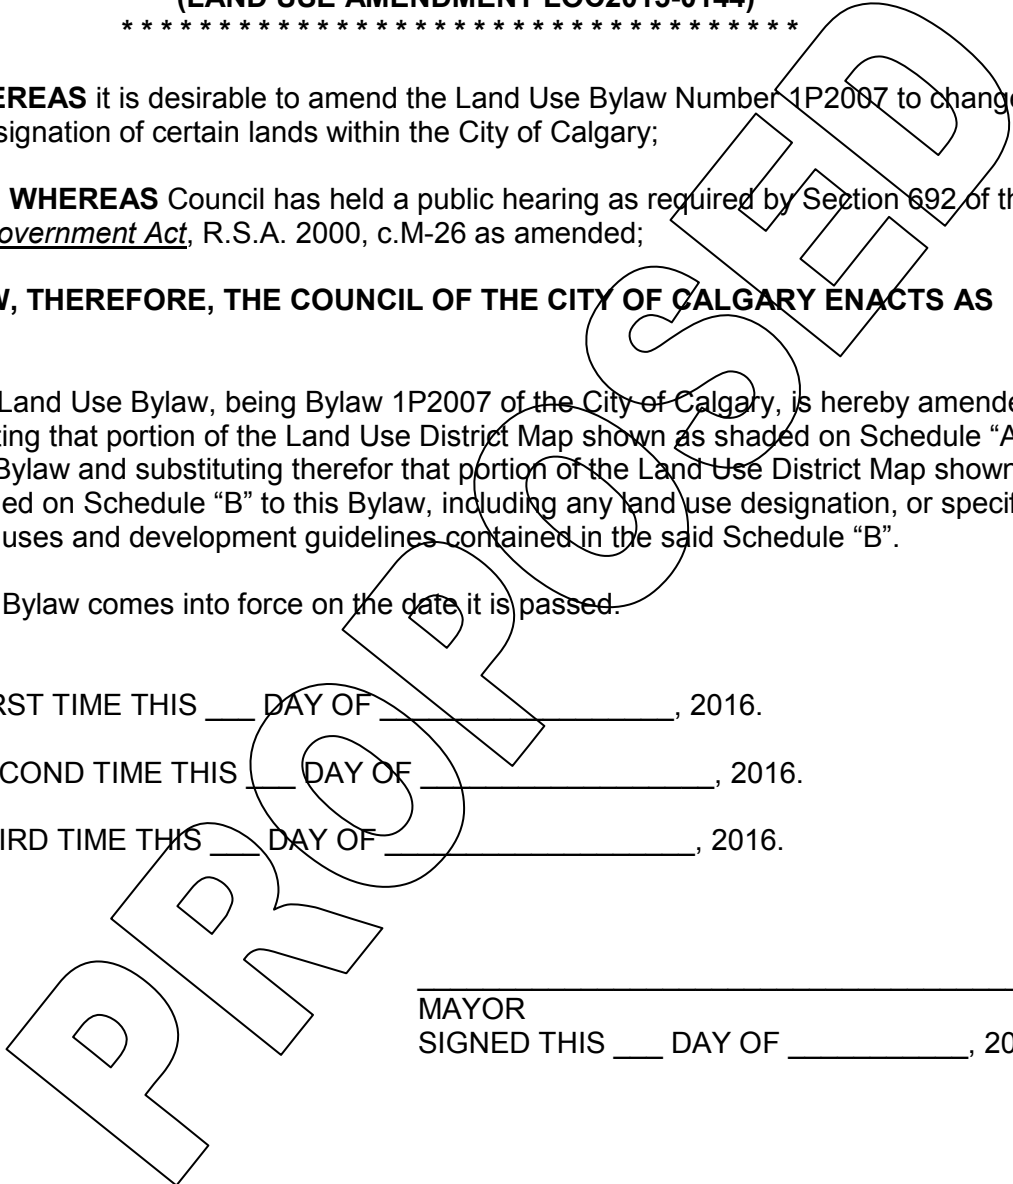 (LAND USE AMENDMENT LOC2015-0144)
* * * * * * * * * * * * * * * * * * * * * * * * * * * * * * * * * * *
EREAS it is desirable to amend the Land Use Bylaw Number 1P2007 to change
signation of certain lands within the City of Calgary;
WHEREAS Council has held a public hearing as required by Section 692 of th
overnment Act, R.S.A. 2000, c.M-26 as amended;
W, THEREFORE, THE COUNCIL OF THE CITY OF CALGARY ENACTS AS
Land Use Bylaw, being Bylaw 1P2007 of the City of Calgary, is hereby amende
ting that portion of the Land Use District Map shown as shaded on Schedule “A
Bylaw and substituting therefor that portion of the Land Use District Map shown
ed on Schedule “B” to this Bylaw, including any land use designation, or specif
uses and development guidelines contained in the said Schedule “B”.
Bylaw comes into force on the date it is passed.
RST TIME THIS ___ DAY OF __________________, 2016.
COND TIME THIS ___ DAY OF __________________, 2016.
IRD TIME THIS ___ DAY OF ___________________, 2016.
MAYOR
SIGNED THIS ___ DAY OF ___________, 20
PROPOSED